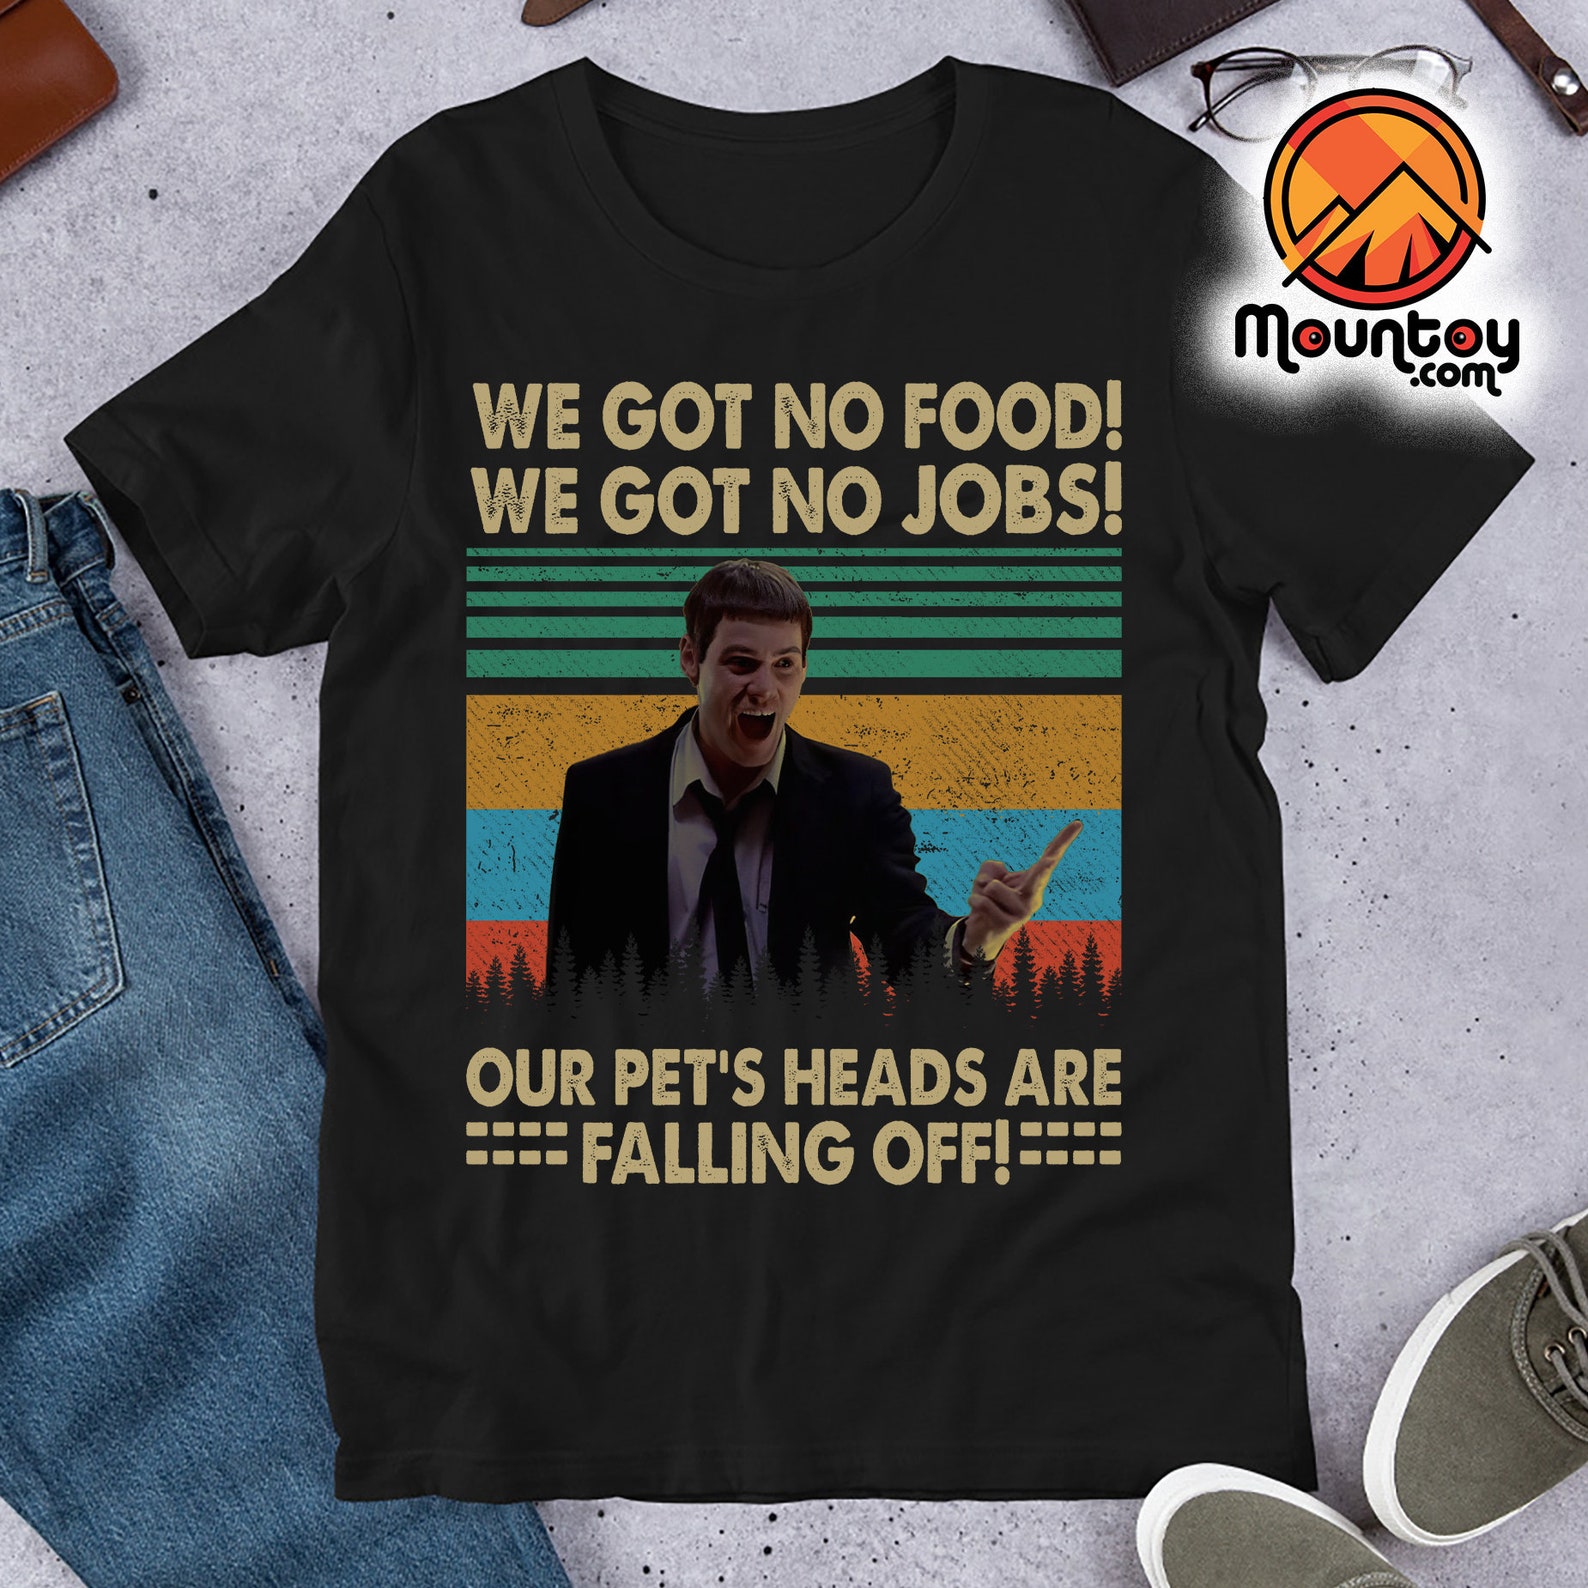 Mountoy
.com
WE GOT NO FOOD!
WE GOT NO JOBS!
OUR PET'S HEADS ARE
FALLING OFF!